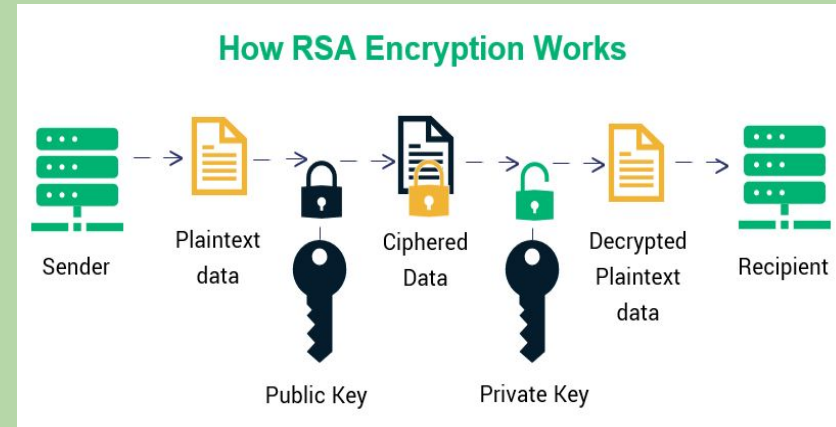 How RSA Encryption Works
Sender
Plaintext
data
Public Key
Ciphered
Data
Private Key
Decrypted
Plaintext
data
Recipient